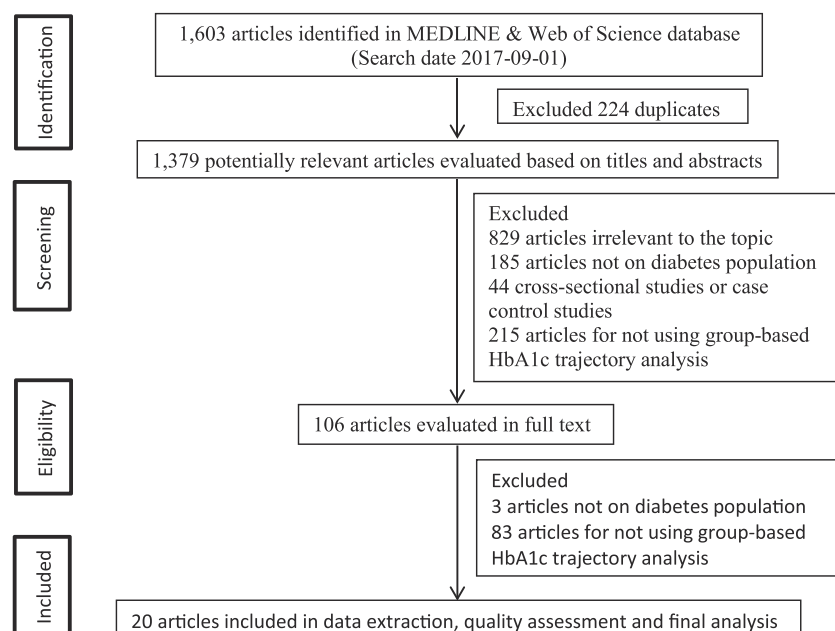 Identification
1,603 articles identified in MEDLINE & Web of Science database
(Search date 2017-09-01)
Excluded 224 duplicates
1,379 potentially relevant articles evaluated based on titles and abstracts
Screening
Excluded
829 articles irrelevant to the topic
185 articles not on diabetes population
44 cross-sectional studies or case
control studies
215 articles for not using group-based
HbA1c trajectory analysis
Eligibility
106 articles evaluated in full text
Excluded
3 articles not on diabetes population
83 articles for not using group-based
HbA1c trajectory analysis
Included
20 articles included in data extraction, quality assessment and final analysis